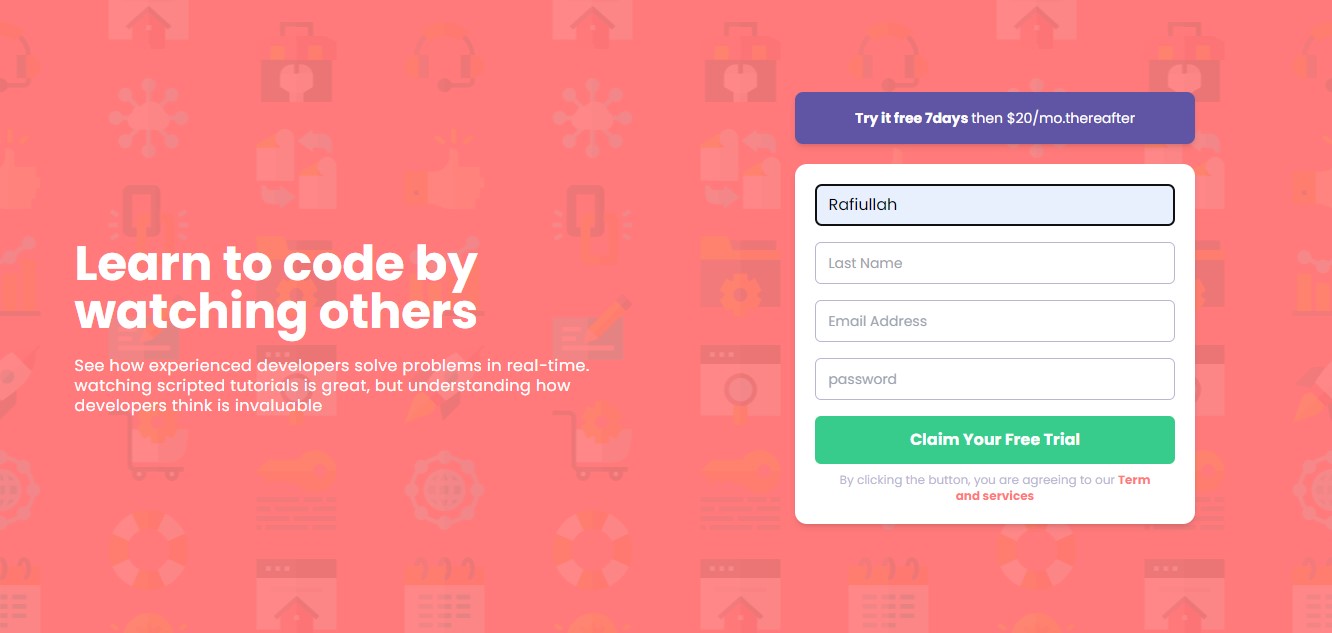 Learn to code by
watching others
See how experienced developers solve problems in real-time.
watching scripted tutorials is great, but understanding how
developers think is invaluable
Try it free 7days then $20/mo.thereafter
Rafiullah
Last Name
Email Address
password
Claim Your Free Trial
By clicking the button, you are agreeing to our Term
and services